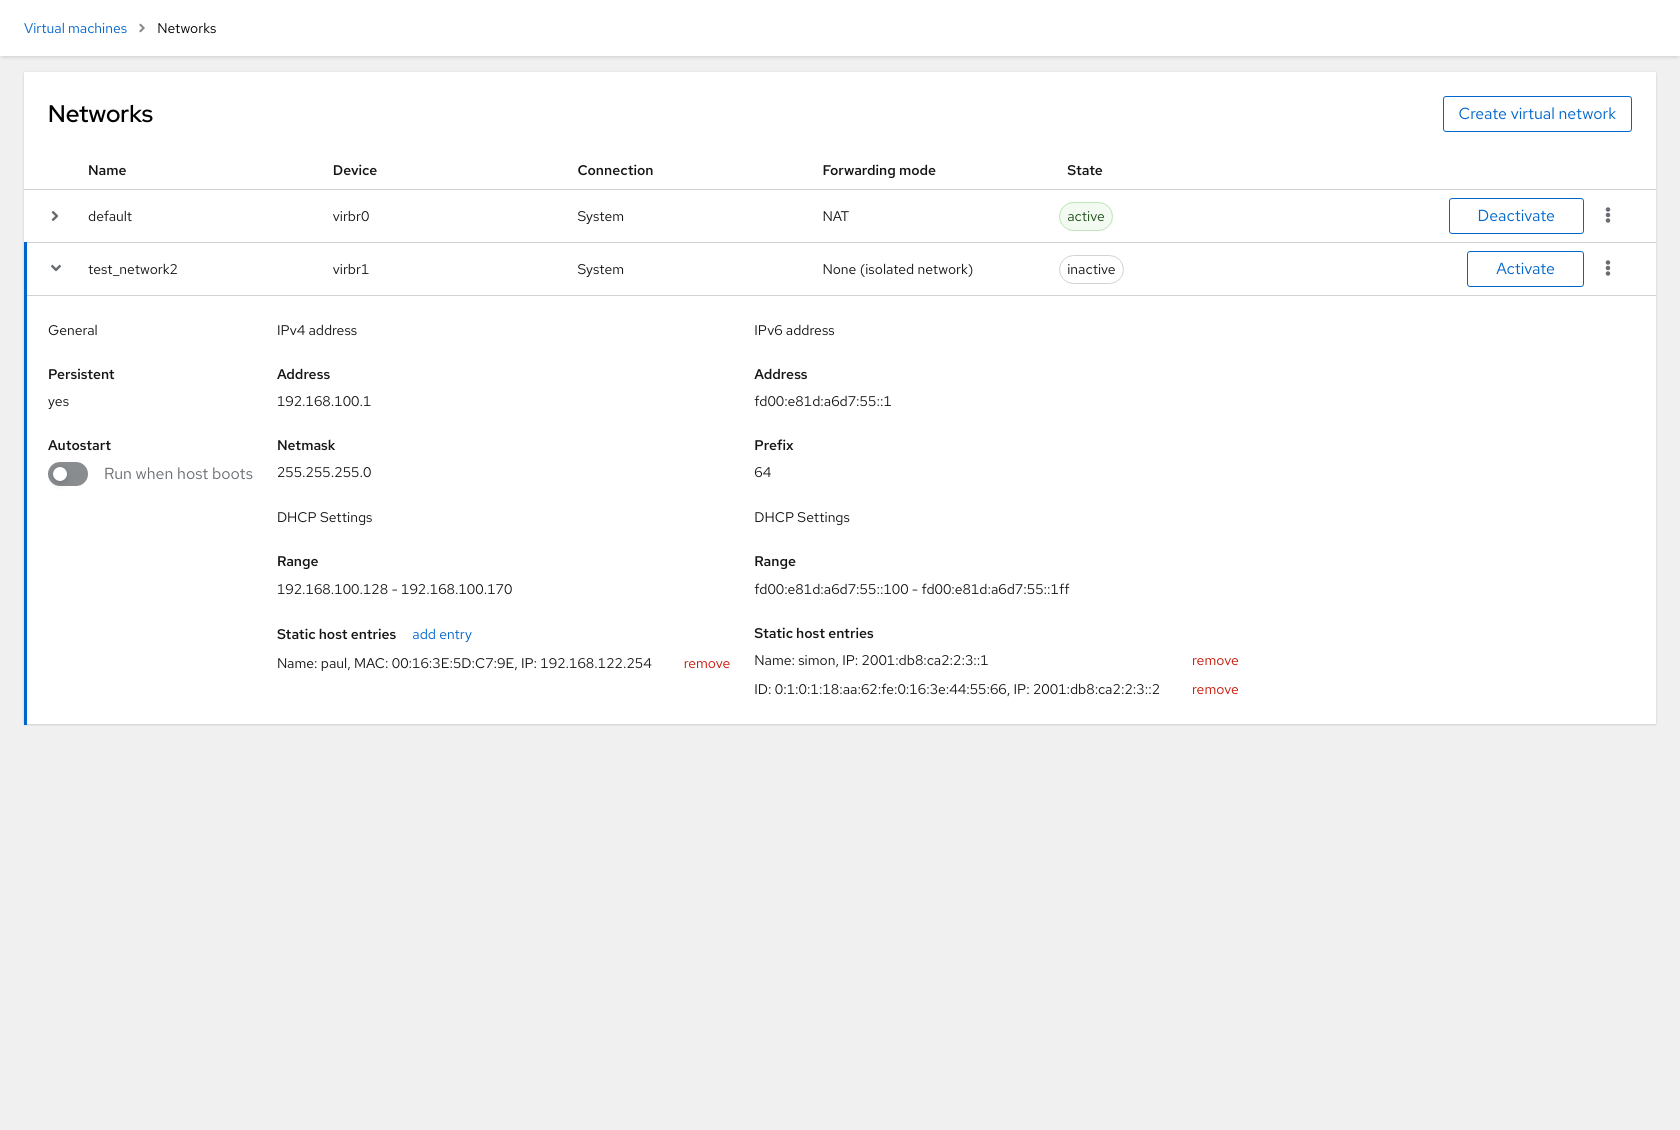 Virtual machines > Networks
Networks
Create virtual network
Name Device Connection Forwarding mode State
default virbr0 System NAT active Deactivate
test_network2 virbr1 System None (isolated network) inactive Activate
General
Persistent
yes
Autostart
Run when host boots
IPv4 address
Address
192.168.100.1
Netmask
255.255.255.0
DHCP Settings
Range
192.168.100.128 - 192.168.100.170
Static host entries add entry
Name: paul, MAC: 00:16:3E:5D:C7:9E, IP: 192.168.122.254 remove
IPv6 address
Address
fd00:e81d:a6d7:55::1
Prefix
64
DHCP Settings
Range
fd00:e81d:a6d7:55::100 - fd00:e81d:a6d7:55::1ff
Static host entries
Name: simon, IP: 2001:db8:ca2:2:3::1 remove
ID: 0:1:0:1:18:aa:62:fe:0:16:3e:44:55:66, IP: 2001:db8:ca2:2:3::2 remove